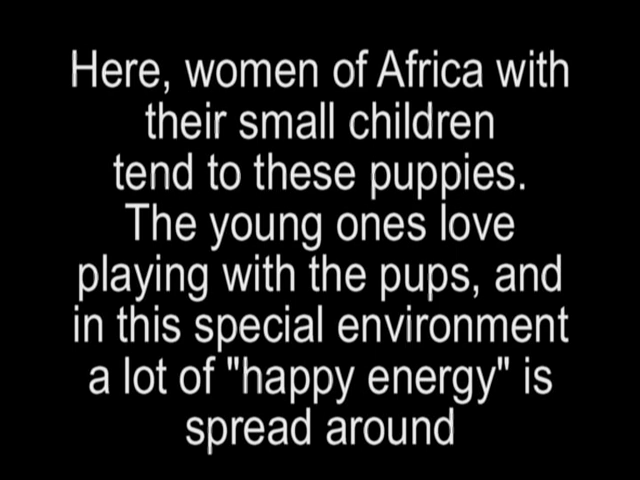 Here, women of Africa with
their small children
tend to these puppies.
The young ones love
playing with the pups, and
in this special environment
a lot of "happy energy" is
spread around